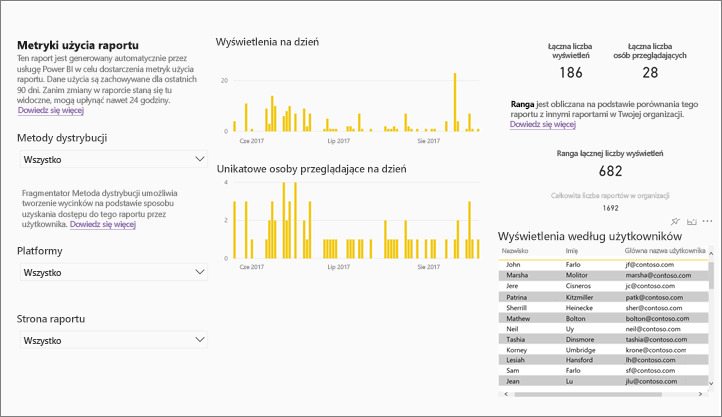 Metryki użycia raportu
Ten raport jest generowany automatycznie przez
usługę Power BI w celu dostarczenia metryk użycia
raportu. Dane użycia są zachowywane dla ostatnich
90 dni. Zanim zmiany w raporcie staną się tu
widoczne, mogą upłynąć nawet 24 godziny.
Dowiedz się więcej
Metody dystrybucji
Wszystko
Fragmentator Metoda dystrybucji umożliwia
tworzenie wycinków na podstawie sposobu
uzyskania dostępu do tego raportu przez
użytkownika. Dowiedz się więcej
Platformy
Wszystko
Strona raportu
Wszystko
Wyświetlenia na dzień
20
0
Cze 2017 Lip 2017 Sie 2017
Unikatowe osoby przeglądające na dzień
4
2
0
Cze 2017 Lip 2017 Sie 2017
Łączna liczba
wyświetleń
186
Łączna liczba
osób przeglądających
28
Ranga jest obliczana na podstawie porównania tego
raportu z innymi raportami w Twojej organizacji.
Dowiedz się więcej
Ranga łącznej liczby wyświetleń
682
Całkowita liczba raportów w organizacji
1692
Wyświetlenia według użytkowników
Nazwisko Imię Główna nazwa użytkownika
John Farlo jf@contoso.com
Marsha Molitor marsha@contoso.com
Jere Cisneros jc@contoso.com
Patrina Kitzmiller patk@contoso.com
Sherrill Heinecke sher@contoso.com
Mathew Bolton bolton@contoso.com
Neil Uy neil@contoso.com
Tashia Dinsmore tashia@contoso.com
Korney Umbridge krone@contoso.com
Lesiah Hansford lh@contoso.com
Sam Farlo sf@contoso.com
Jean Lu jlu@contoso.com